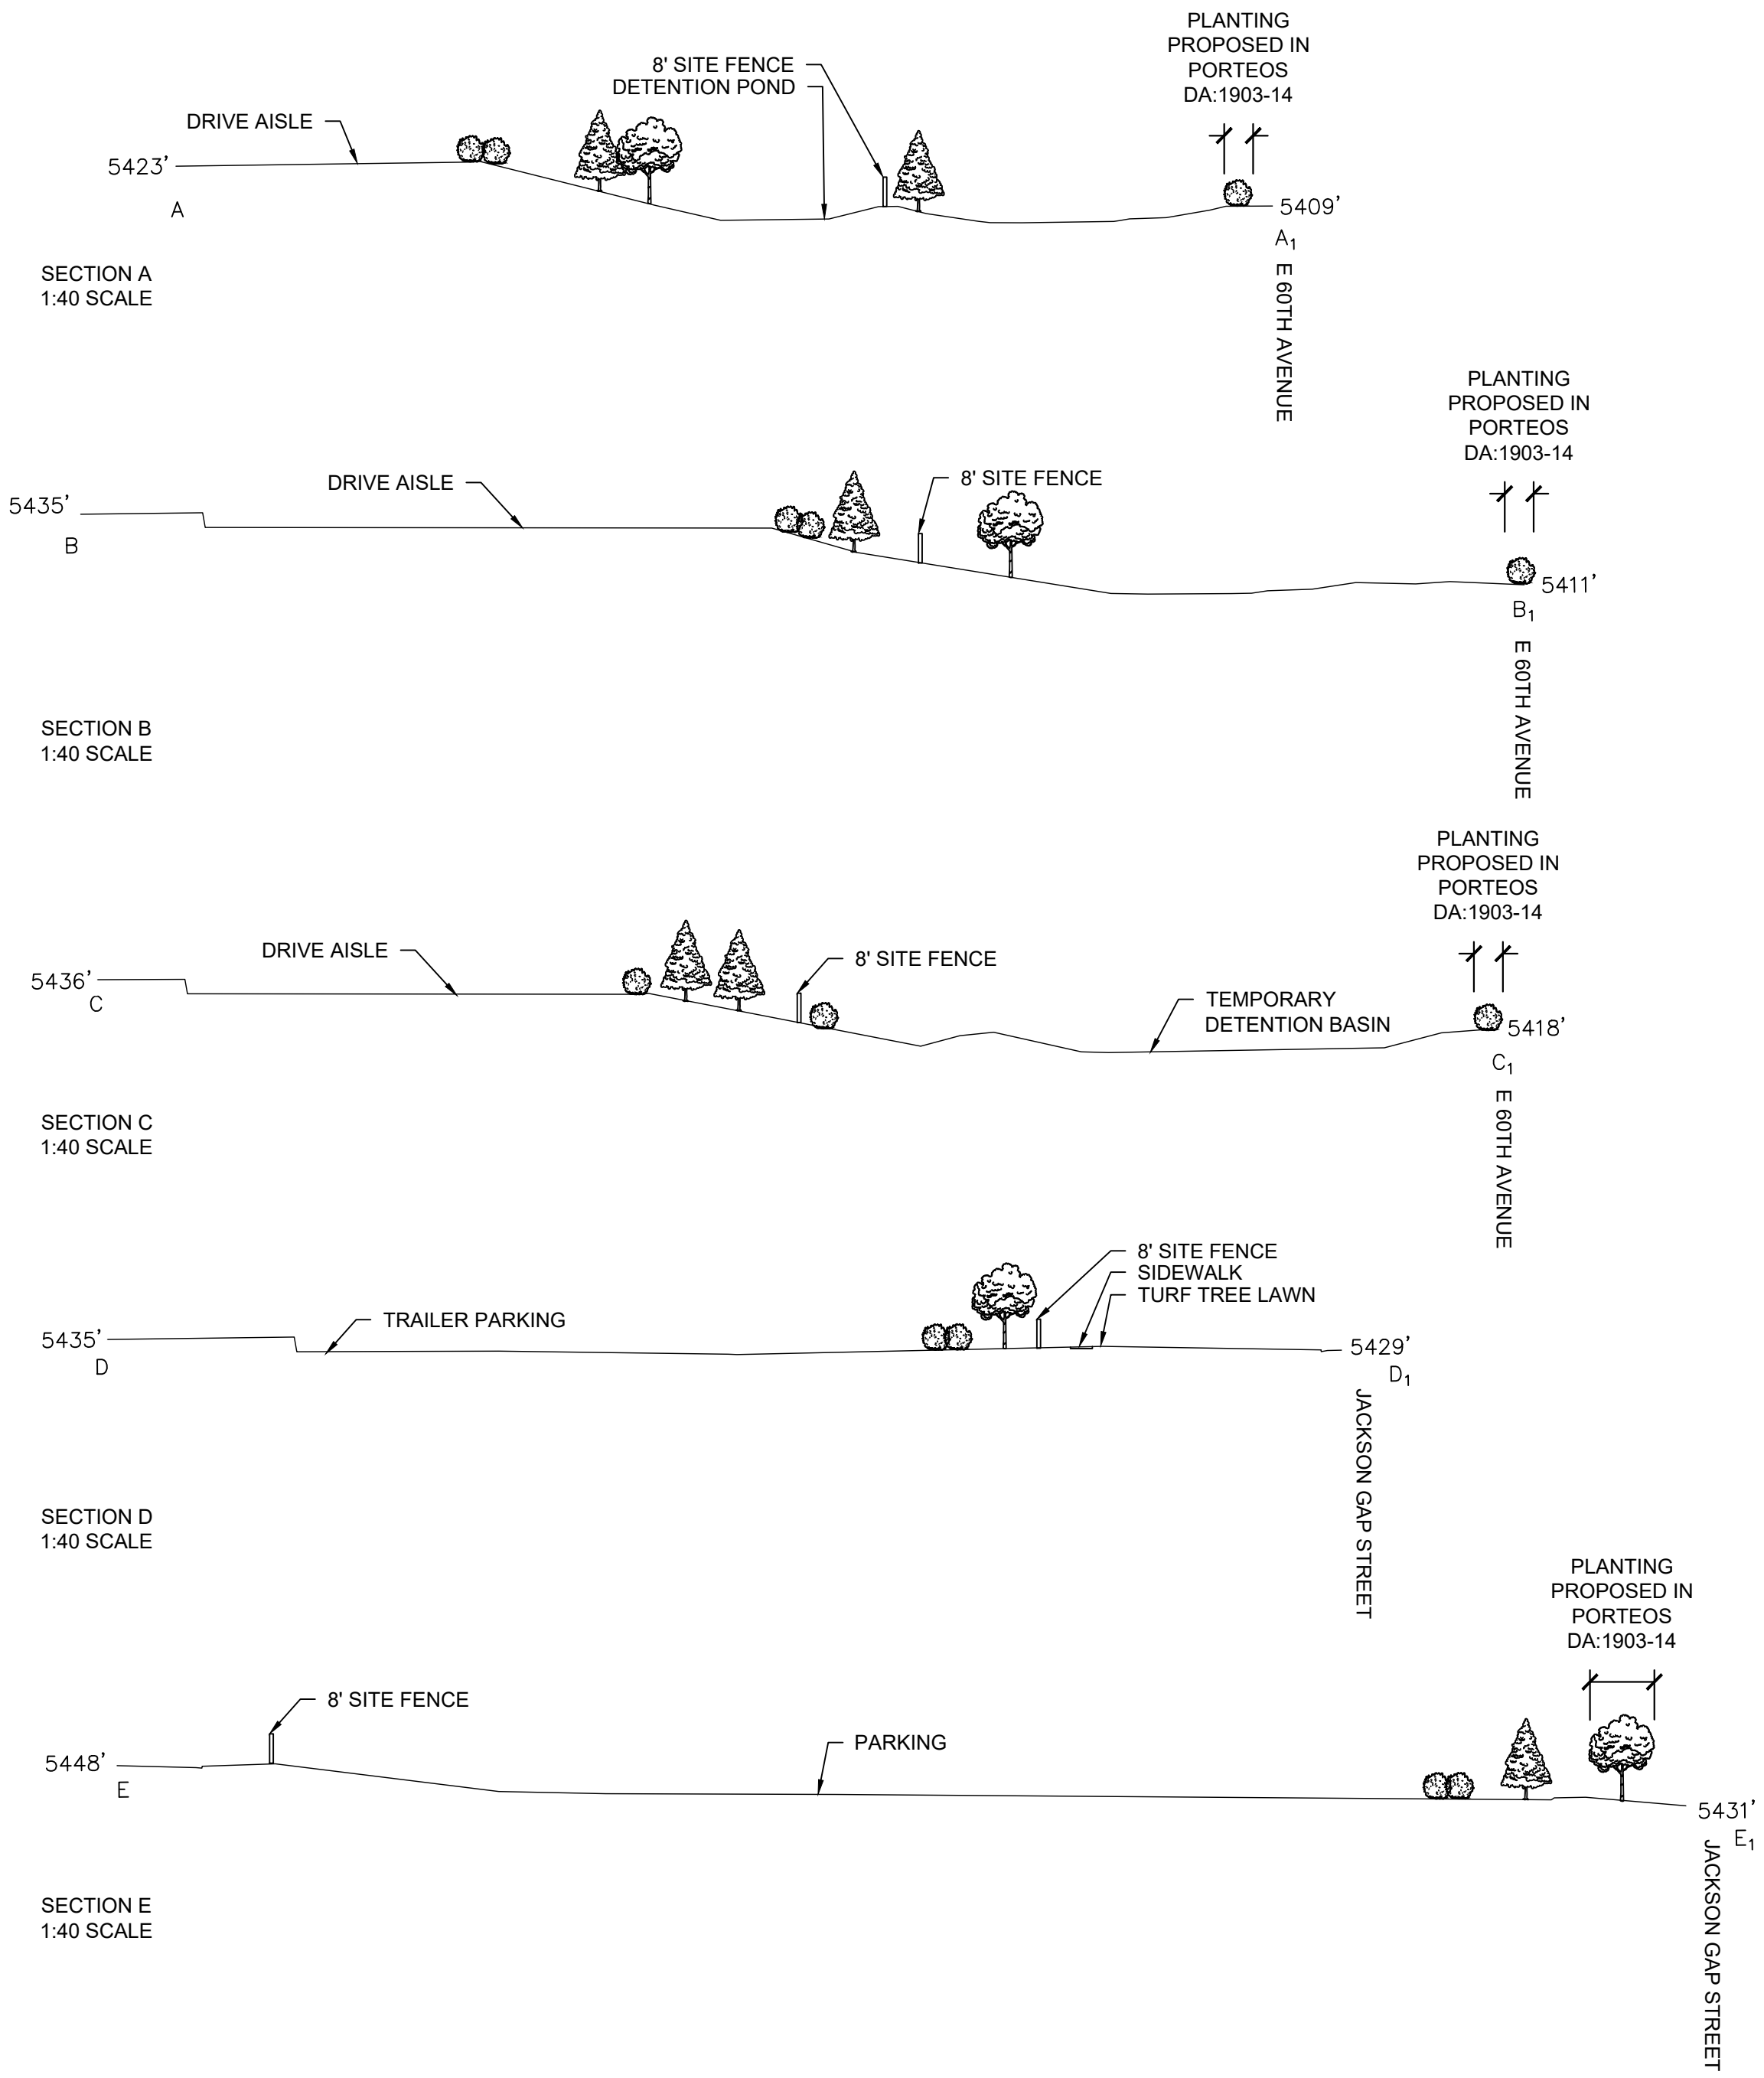 PLANTING
PROPOSED IN
PORTEOS
DA:1903-14
8' SITE FENCE
DETENTION POND
DRIVE AISLE
5423'
A
5409'
A1
E 60TH AVENUE
SECTION A
1:40 SCALE
PLANTING
PROPOSED IN
PORTEOS
DA:1903-14
DRIVE AISLE
8' SITE FENCE
5435'
B
5411'
B1
E 60TH AVENUE
SECTION B
1:40 SCALE
PLANTING
PROPOSED IN
PORTEOS
DA:1903-14
DRIVE AISLE
8' SITE FENCE
5436'
C
TEMPORARY
DETENTION BASIN
5418'
C1
E 60TH AVENUE
SECTION C
1:40 SCALE
8' SITE FENCE
SIDEWALK
TURF TREE LAWN
TRAILER PARKING
5435'
D
5429'
D1
JACKSON GAP STREET
SECTION D
1:40 SCALE
PLANTING
PROPOSED IN
PORTEOS
DA:1903-14
8' SITE FENCE
PARKING
5448'
E
5431'
E1
JACKSON GAP STREET
SECTION E
1:40 SCALE